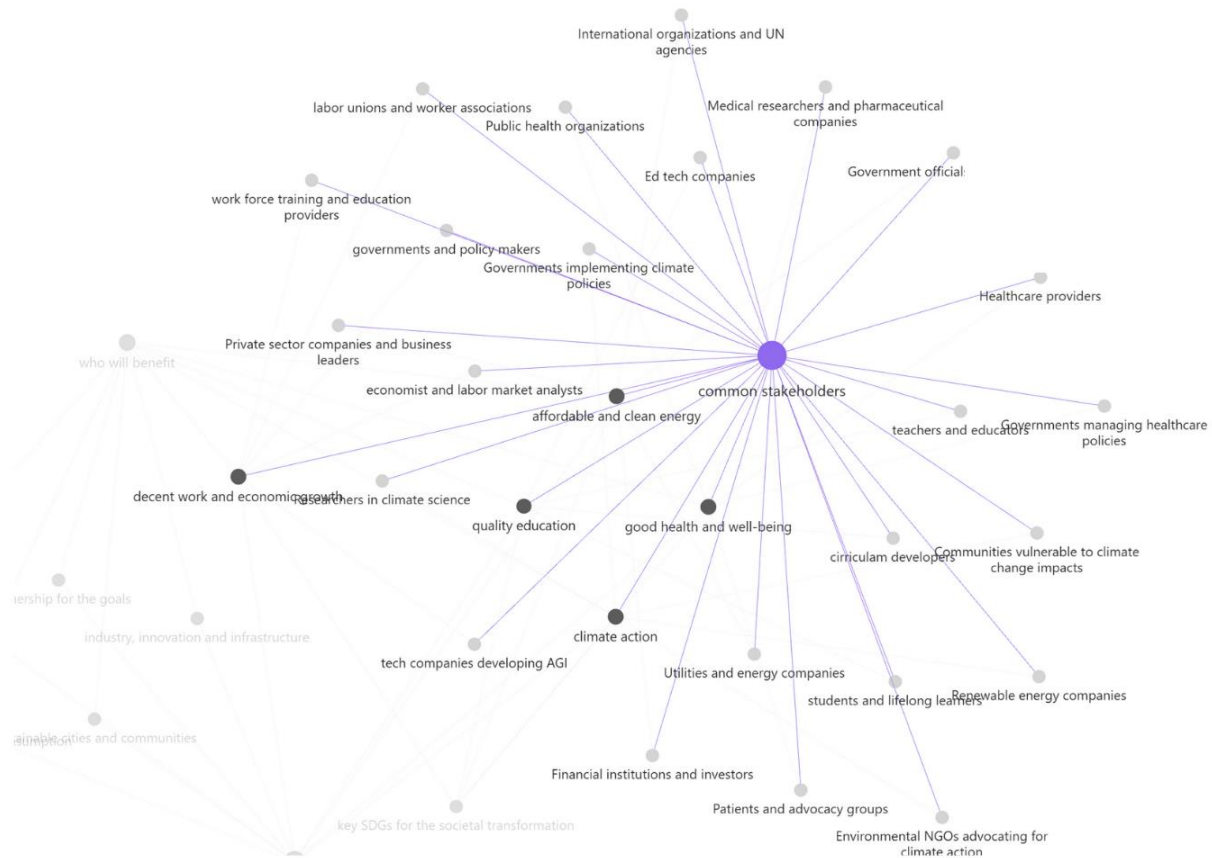 International organizations and UN
agencies
labor unions and worker associations
Public health organizations
Medical researchers and pharmaceutical
companies
Ed tech companies
Government official
work force training and education
providers
governments and policy makers
Governments implementing climate
policies
Healthcare providers
Private sector companies and business
leaders
who will benefit
economist and labor market analysts
common stakeholders
affordable and clean energy
teachers and educators
Governments managing healthcare
policies
decent work and economic growth
Researchers in climate science
quality education
good health and well-being
cirriculam developers
Communities vulnerable to climate
change impacts
ership for the goals
industry, innovation and infrastructure
climate action
tech companies developing AGI
Utilities and energy companies
students and lifelong learners
Renewable energy companies
ainable cities and communities
sumption
Financial institutions and investors
Patients and advocacy groups
key SDGs for the societal transformation
Environmental NGOs advocating for
climate action